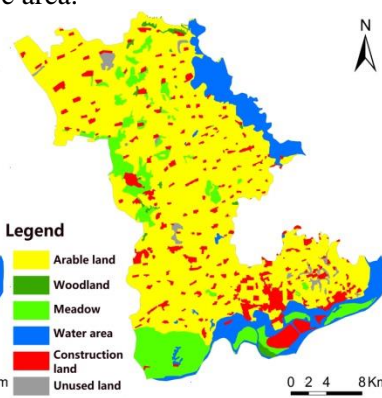 e area.
N
Legend
Arable land
Woodland
Meadow
Water area
Construction
land
Unused land
m
0 2 4 8Km